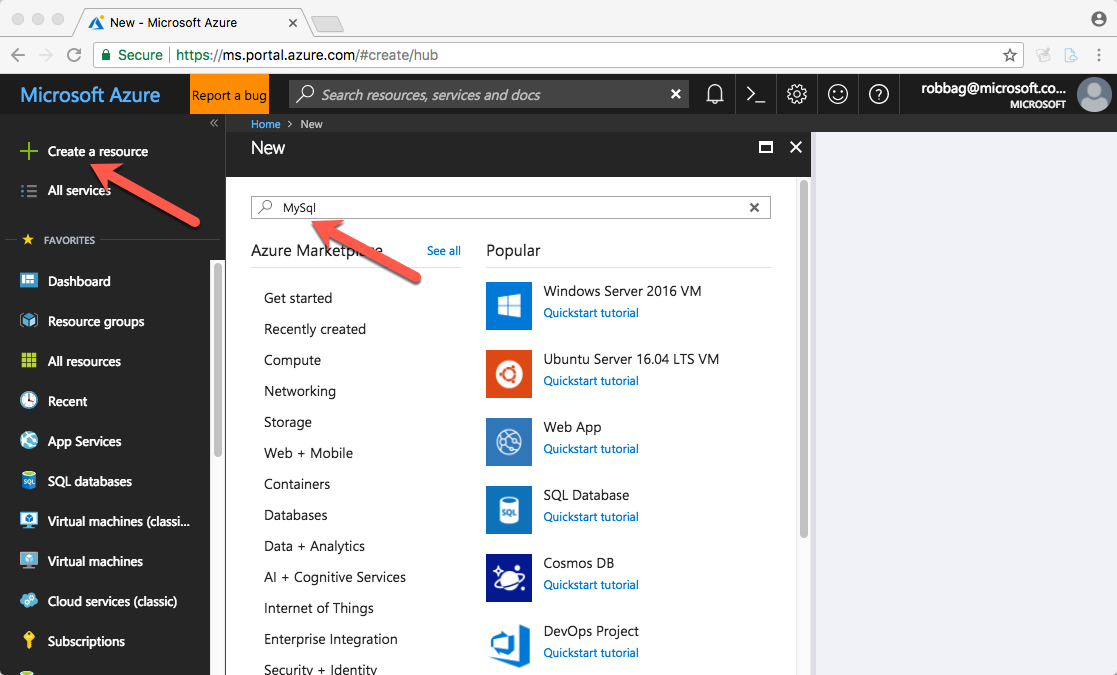 New - Microsoft Azure
Secure
https://ms.portal.azure.com/#create/hub
Microsoft Azure
Report a bug
Search resources, services and docs
robbag@microsoft.co...
MICROSOFT
Home > New
Create a resource
All services
FAVORITES
Dashboard
Resource groups
All resources
Recent
App Services
SQL databases
Virtual machines (classi...
Virtual machines
Cloud services (classic)
Subscriptions
New
MySql
Azure Marketplace
See all
Get started
Recently created
Compute
Networking
Storage
Web + Mobile
Containers
Databases
Data + Analytics
AI + Cognitive Services
Internet of Things
Enterprise Integration
Security + Identity
Popular
Windows Server 2016 VM
Quickstart tutorial
Ubuntu Server 16.04 LTS VM
Quickstart tutorial
Web App
Quickstart tutorial
SQL
SQL Database
Quickstart tutorial
Cosmos DB
Quickstart tutorial
DevOps Project
Quickstart tutorial